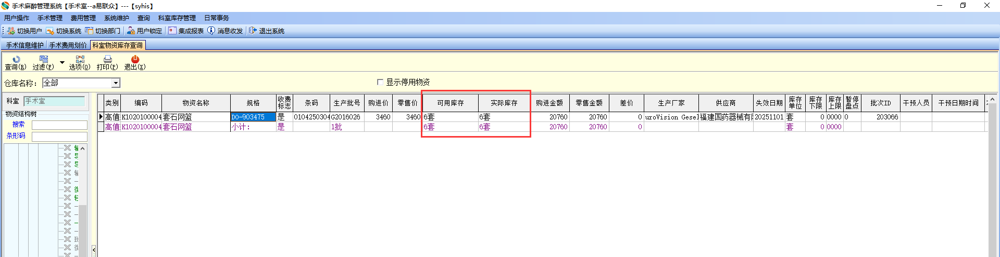 手术麻醉管理系统【手术室--a易联众】---【syhis】
用户操作 手术管理 费用管理 系统维护 查询 科室库存管理 日常事务
切换用户 切换系统 切换部门 用户锁定 集成报表 消息收发 退出系统
手术信息维护 手术费用划价 科室物资库存查询
查询(R) 过滤(F) 选项(O) 打印(P) 退出(X)
仓库名称： 全部 显示停用物资
科室 手术室
物资结构树
搜索
条形码
类别 编码 物资名称 规格 收费标志 条码 生产批号 购进价 零售价 可用库存 实际库存 购进金额 零售金额 差价 生产厂家 供应商 失效日期 库存单位 库存下限 库存上限 暂停盘点 批次ID 干预人员 干预日期时间
高值 K1020100004 套石网篮 DO-903475 是 0104250304 G2016026 3460 3460 6套 6套 20760 20760 0 uroVision Gesel 福建国药器械有 20251101 套 0 0000 0 203066
高值 K1020100004 套石网篮 小计: 是 1批 6套 6套 20760 20760 0 套 0 0000